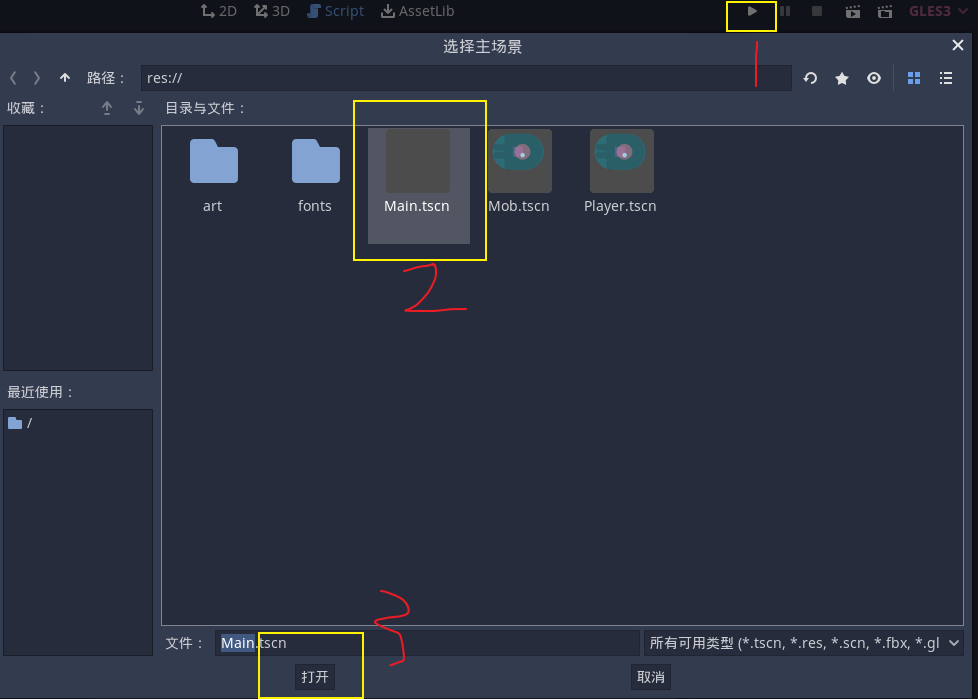 2D 3D Script AssetLib GLES3
选择主场景
路径： res://
收藏： 目录与文件：
art fonts Main.tscn Mob.tscn Player.tscn
1
2
最近使用：
/
3
文件： Main.tscn 所有可用类型 (*.tscn, *.res, *.scn, *.fbx, *.gl
打开 取消